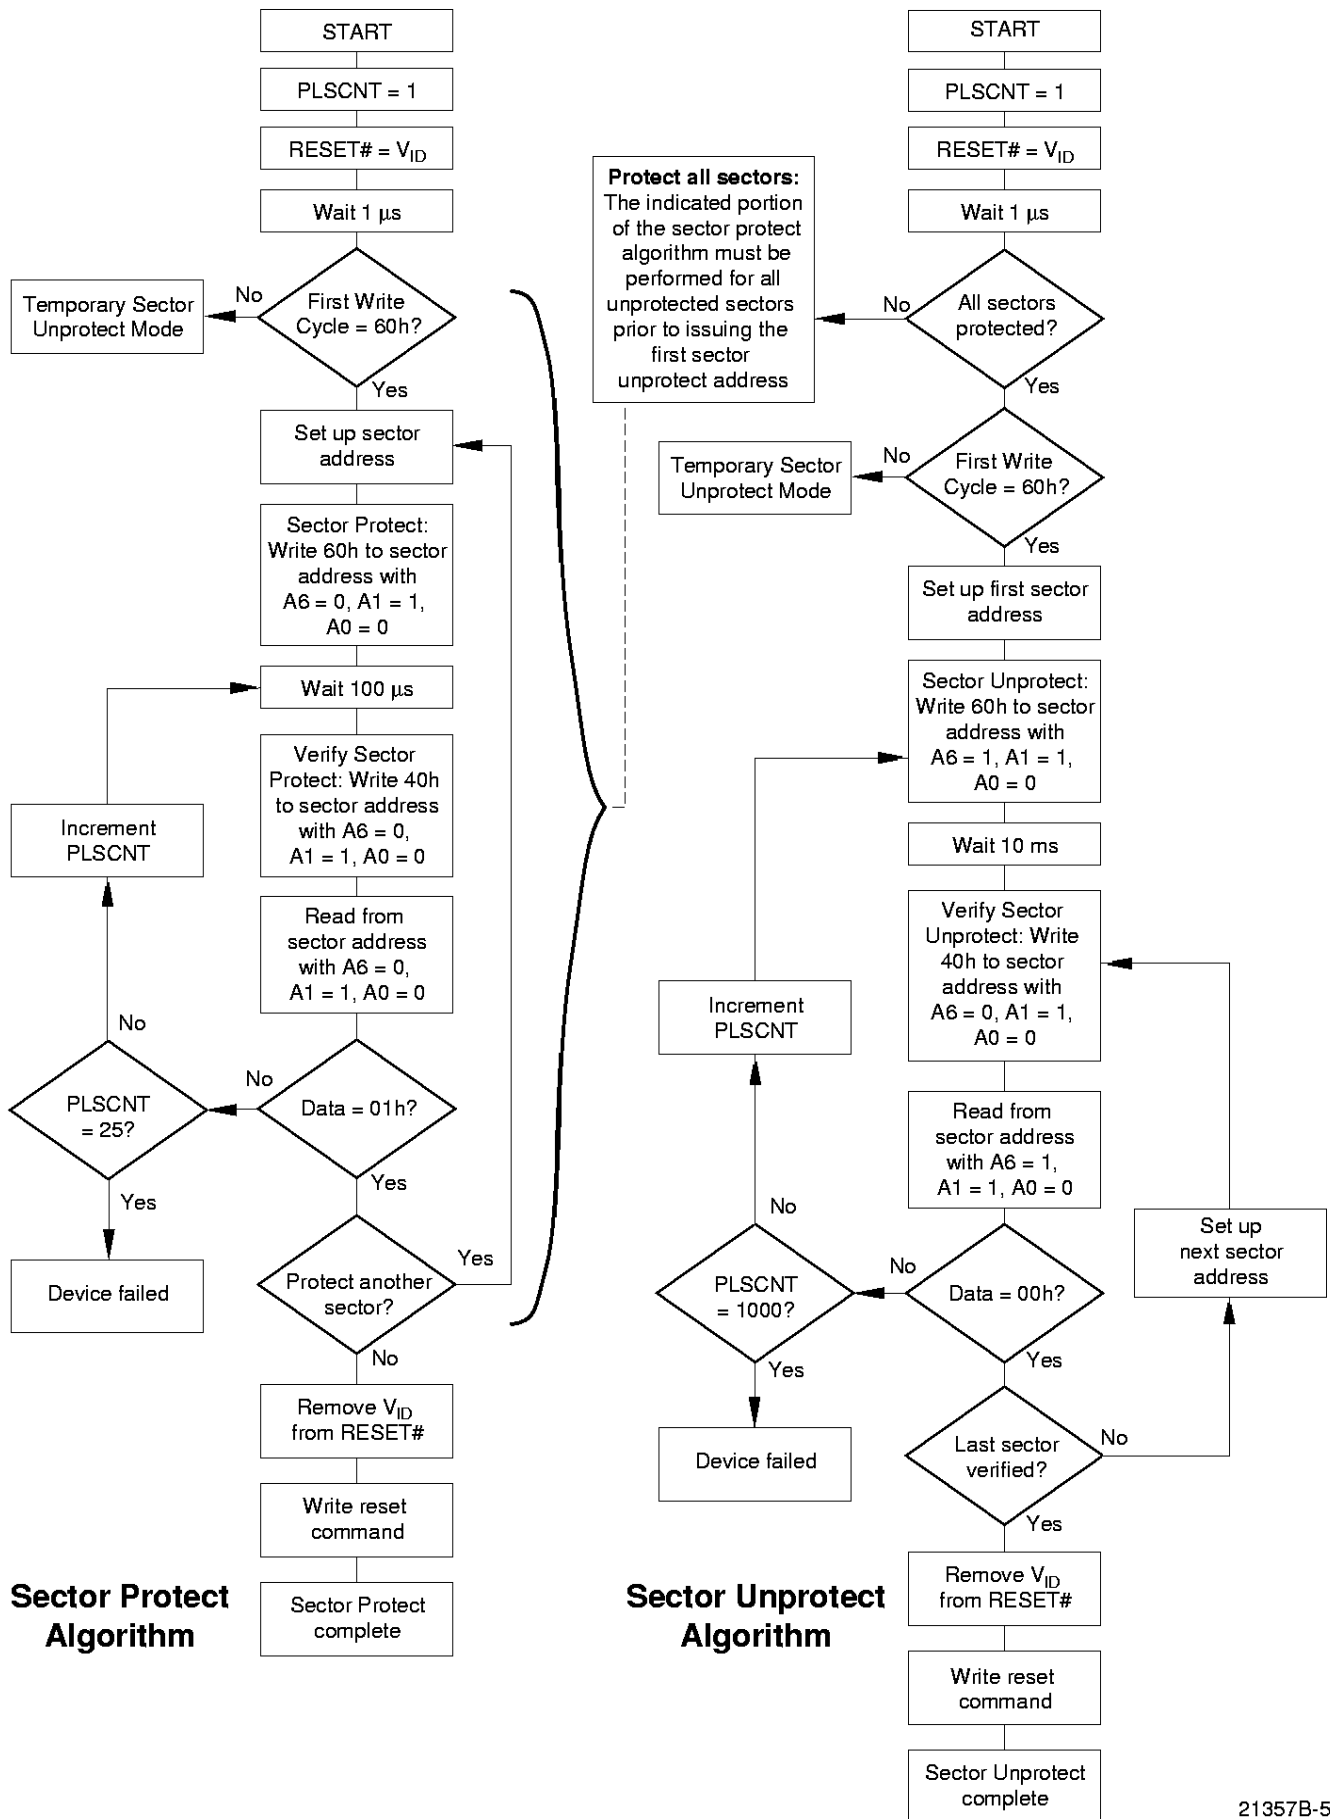 START
PLSCNT = 1
RESET# = VID
Wait 1 μs
First Write
Cycle = 60h?
No
Temporary Sector
Unprotect Mode
Yes
Set up sector
address
Sector Protect:
Write 60h to sector
address with
A6 = 0, A1 = 1,
A0 = 0
Wait 100 μs
Verify Sector
Protect: Write 40h
to sector address
with A6 = 0,
A1 = 1, A0 = 0
Increment
PLSCNT
Read from
sector address
with A6 = 0,
A1 = 1, A0 = 0
No
No
PLSCNT
= 25?
Data = 01h?
Yes
Yes
Device failed
Protect another
sector?
Yes
No
Remove VID
from RESET#
Write reset
command
Sector Protect
complete
Sector Protect
Algorithm
Protect all sectors:
The indicated portion
of the sector protect
algorithm must be
performed for all
unprotected sectors
prior to issuing the
first sector
unprotect address
START
PLSCNT = 1
RESET# = VID
Wait 1 μs
No
All sectors
protected?
Yes
No
Temporary Sector
Unprotect Mode
First Write
Cycle = 60h?
Yes
Set up first sector
address
Sector Unprotect:
Write 60h to sector
address with
A6 = 1, A1 = 1,
A0 = 0
Wait 10 ms
Verify Sector
Unprotect: Write
40h to sector
address with
A6 = 0, A1 = 1,
A0 = 0
Increment
PLSCNT
Read from
sector address
with A6 = 1,
A1 = 1, A0 = 0
No
Set up
next sector
address
No
PLSCNT
= 1000?
Data = 00h?
Yes
Yes
Device failed
Last sector
verified?
No
Yes
Remove VID
from RESET#
Write reset
command
Sector Unprotect
complete
Sector Unprotect
Algorithm
21357B-5